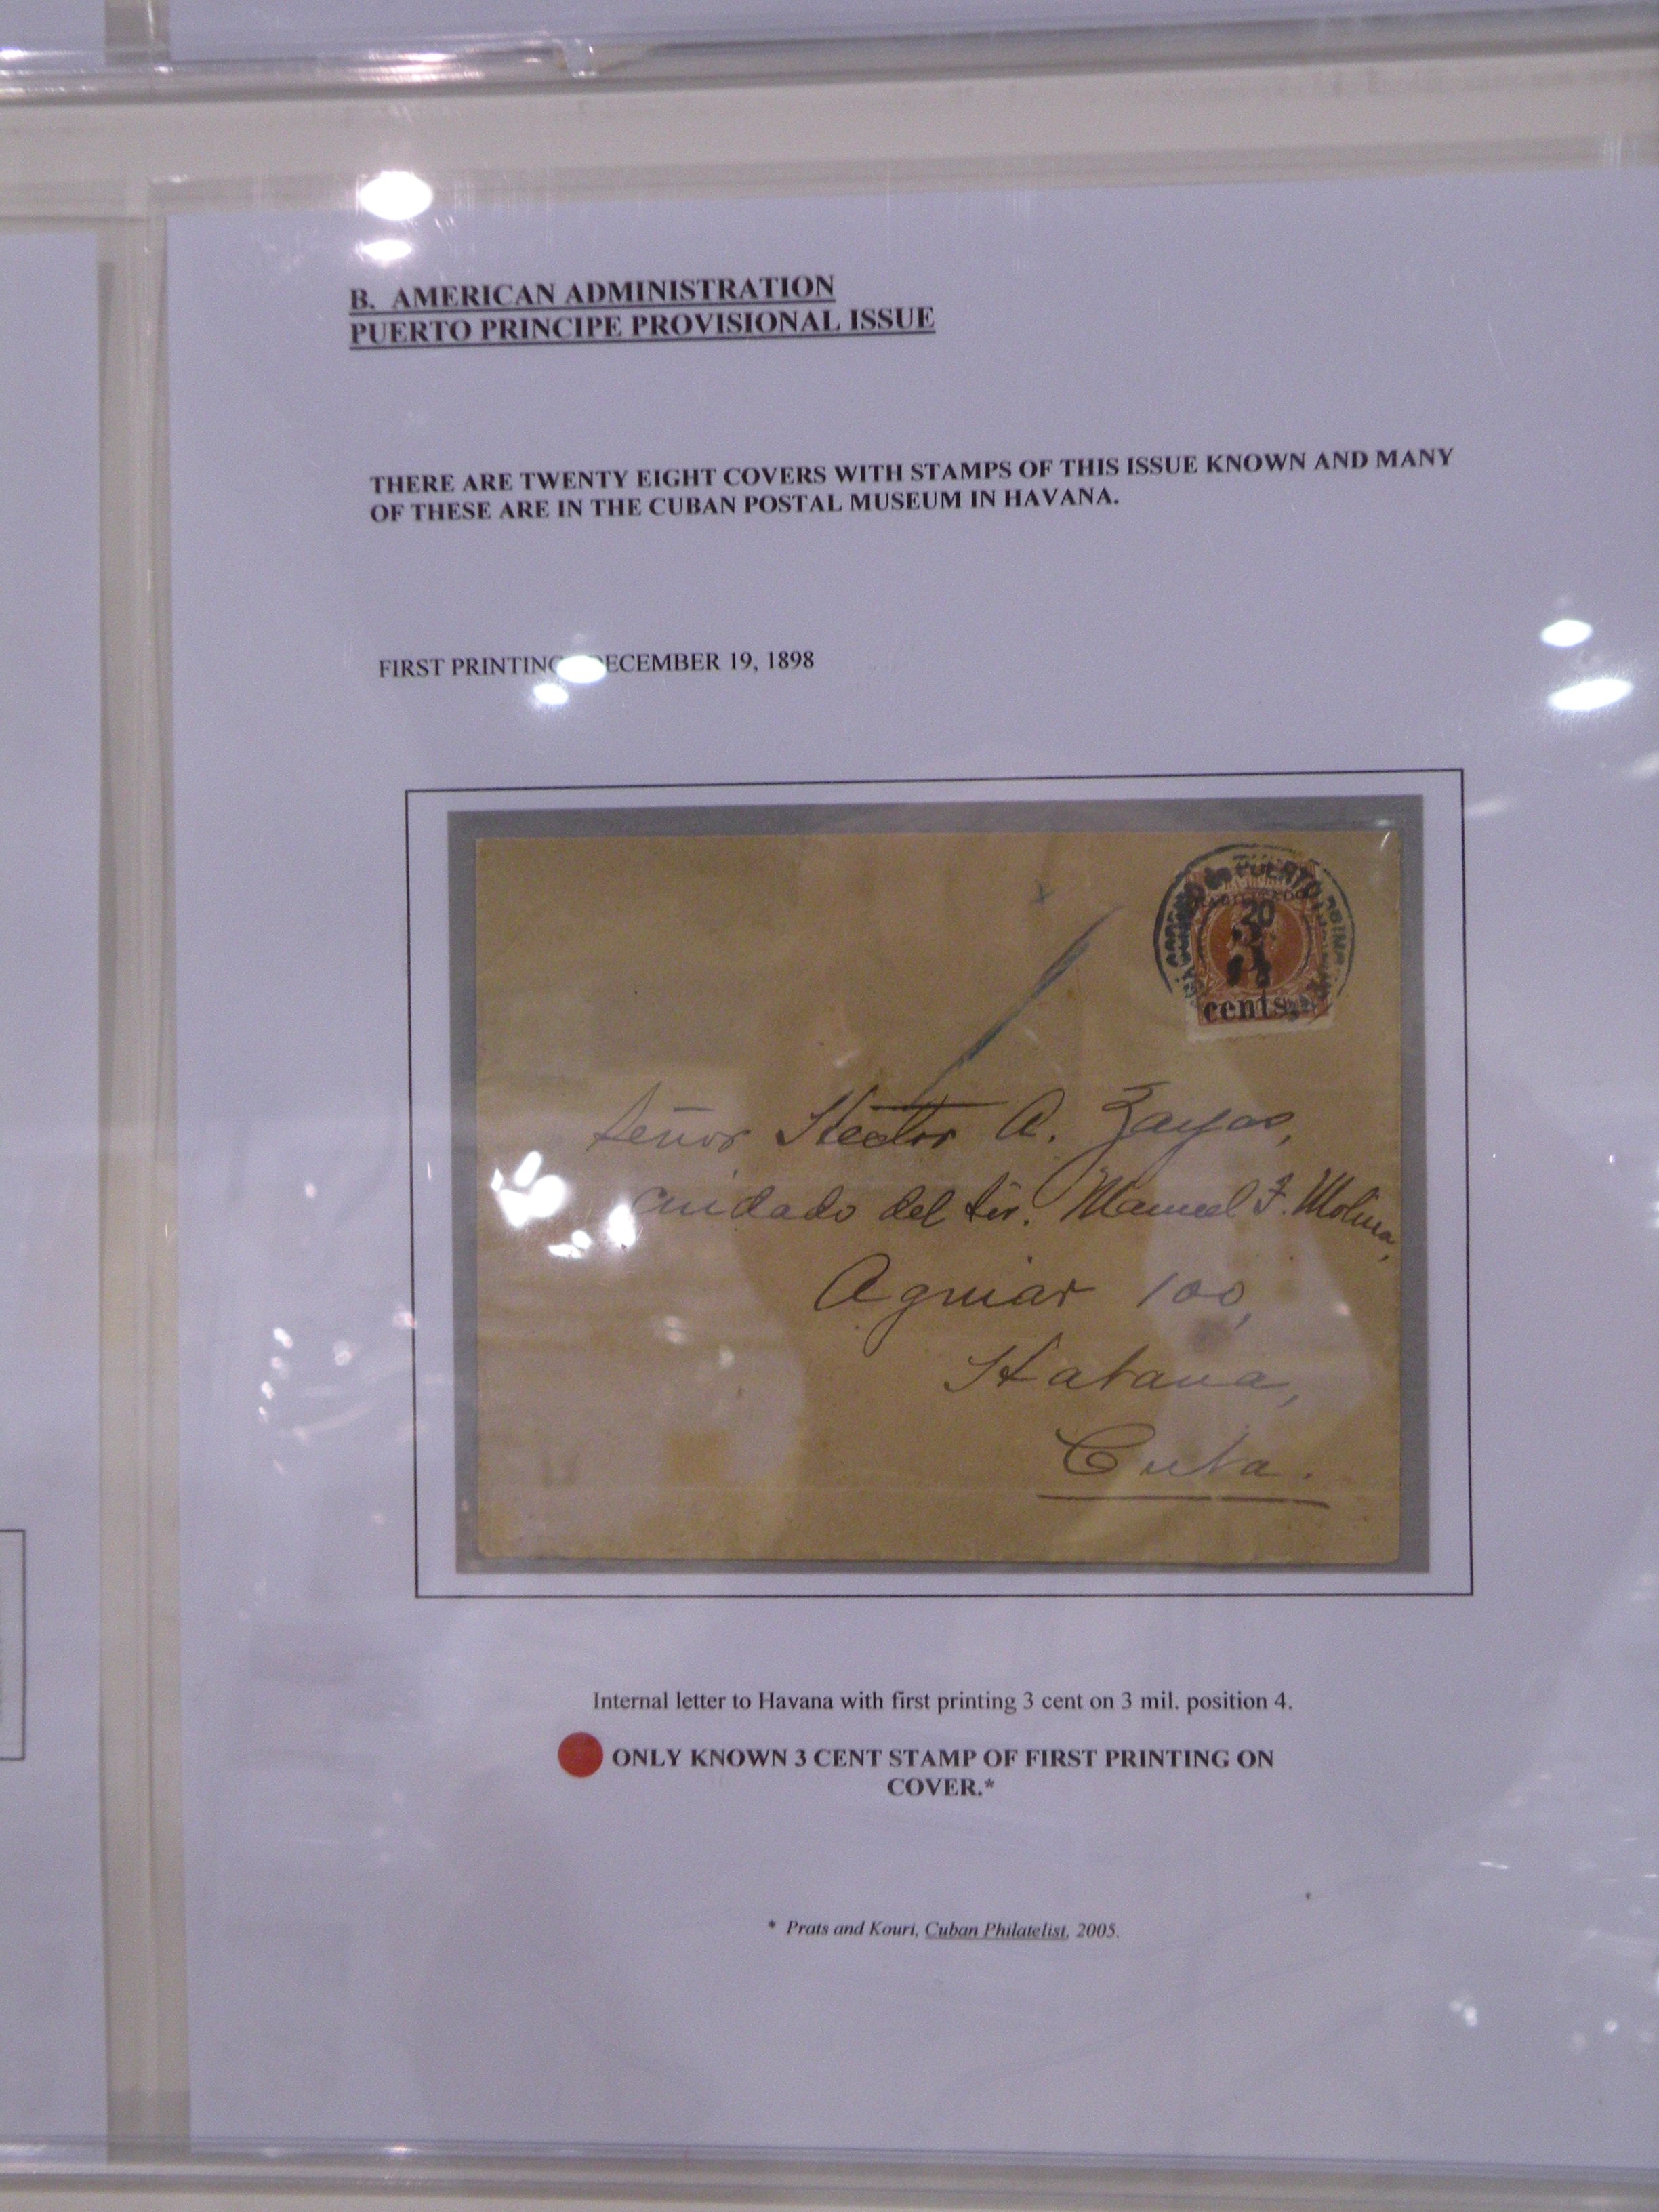 B. AMERICAN ADMINISTRATION
PUERTO PRINCIPE PROVISIONAL ISSUE
THERE ARE TWENTY EIGHT COVERS WITH STAMPS OF THIS ISSUE KNOWN AND MANY
OF THESE ARE IN THE CUBAN POSTAL MUSEUM IN HAVANA.
FIRST PRINTING DECEMBER 19, 1898
PUERTO
20
cents
Señor Hector A. Zayas,
cuidado del Sr. Manuel F. Molina,
Aguiar 100,
Habana,
Cuba.
Internal letter to Havana with first printing 3 cent on 3 mil. position 4.
ONLY KNOWN 3 CENT STAMP OF FIRST PRINTING ON
COVER.*
* Prats and Kouri, Cuban Philatelist, 2005.